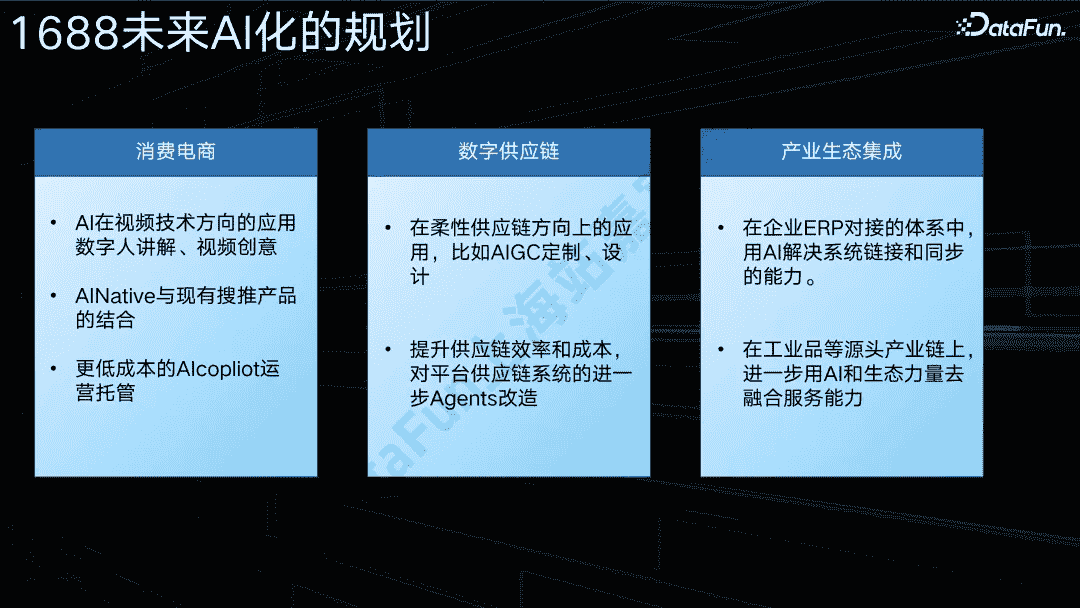 1688未来AI化的规划
DataFun.
消费电商
AI在视频技术方向的应用
数字人讲解、视频创意
AINative与现有搜推产品
的结合
更低成本的AIcopliot运
营托管
数字供应链
在柔性供应链方向上的应
用，比如AIGC定制、设
计
提升供应链效率和成本，
对平台供应链系统的进一
步Agents改造
产业生态集成
在企业ERP对接的体系中，
用AI解决系统链接和同步
的能力。
在工业品等源头产业链上，
进一步用AI和生态力量去
融合服务能力